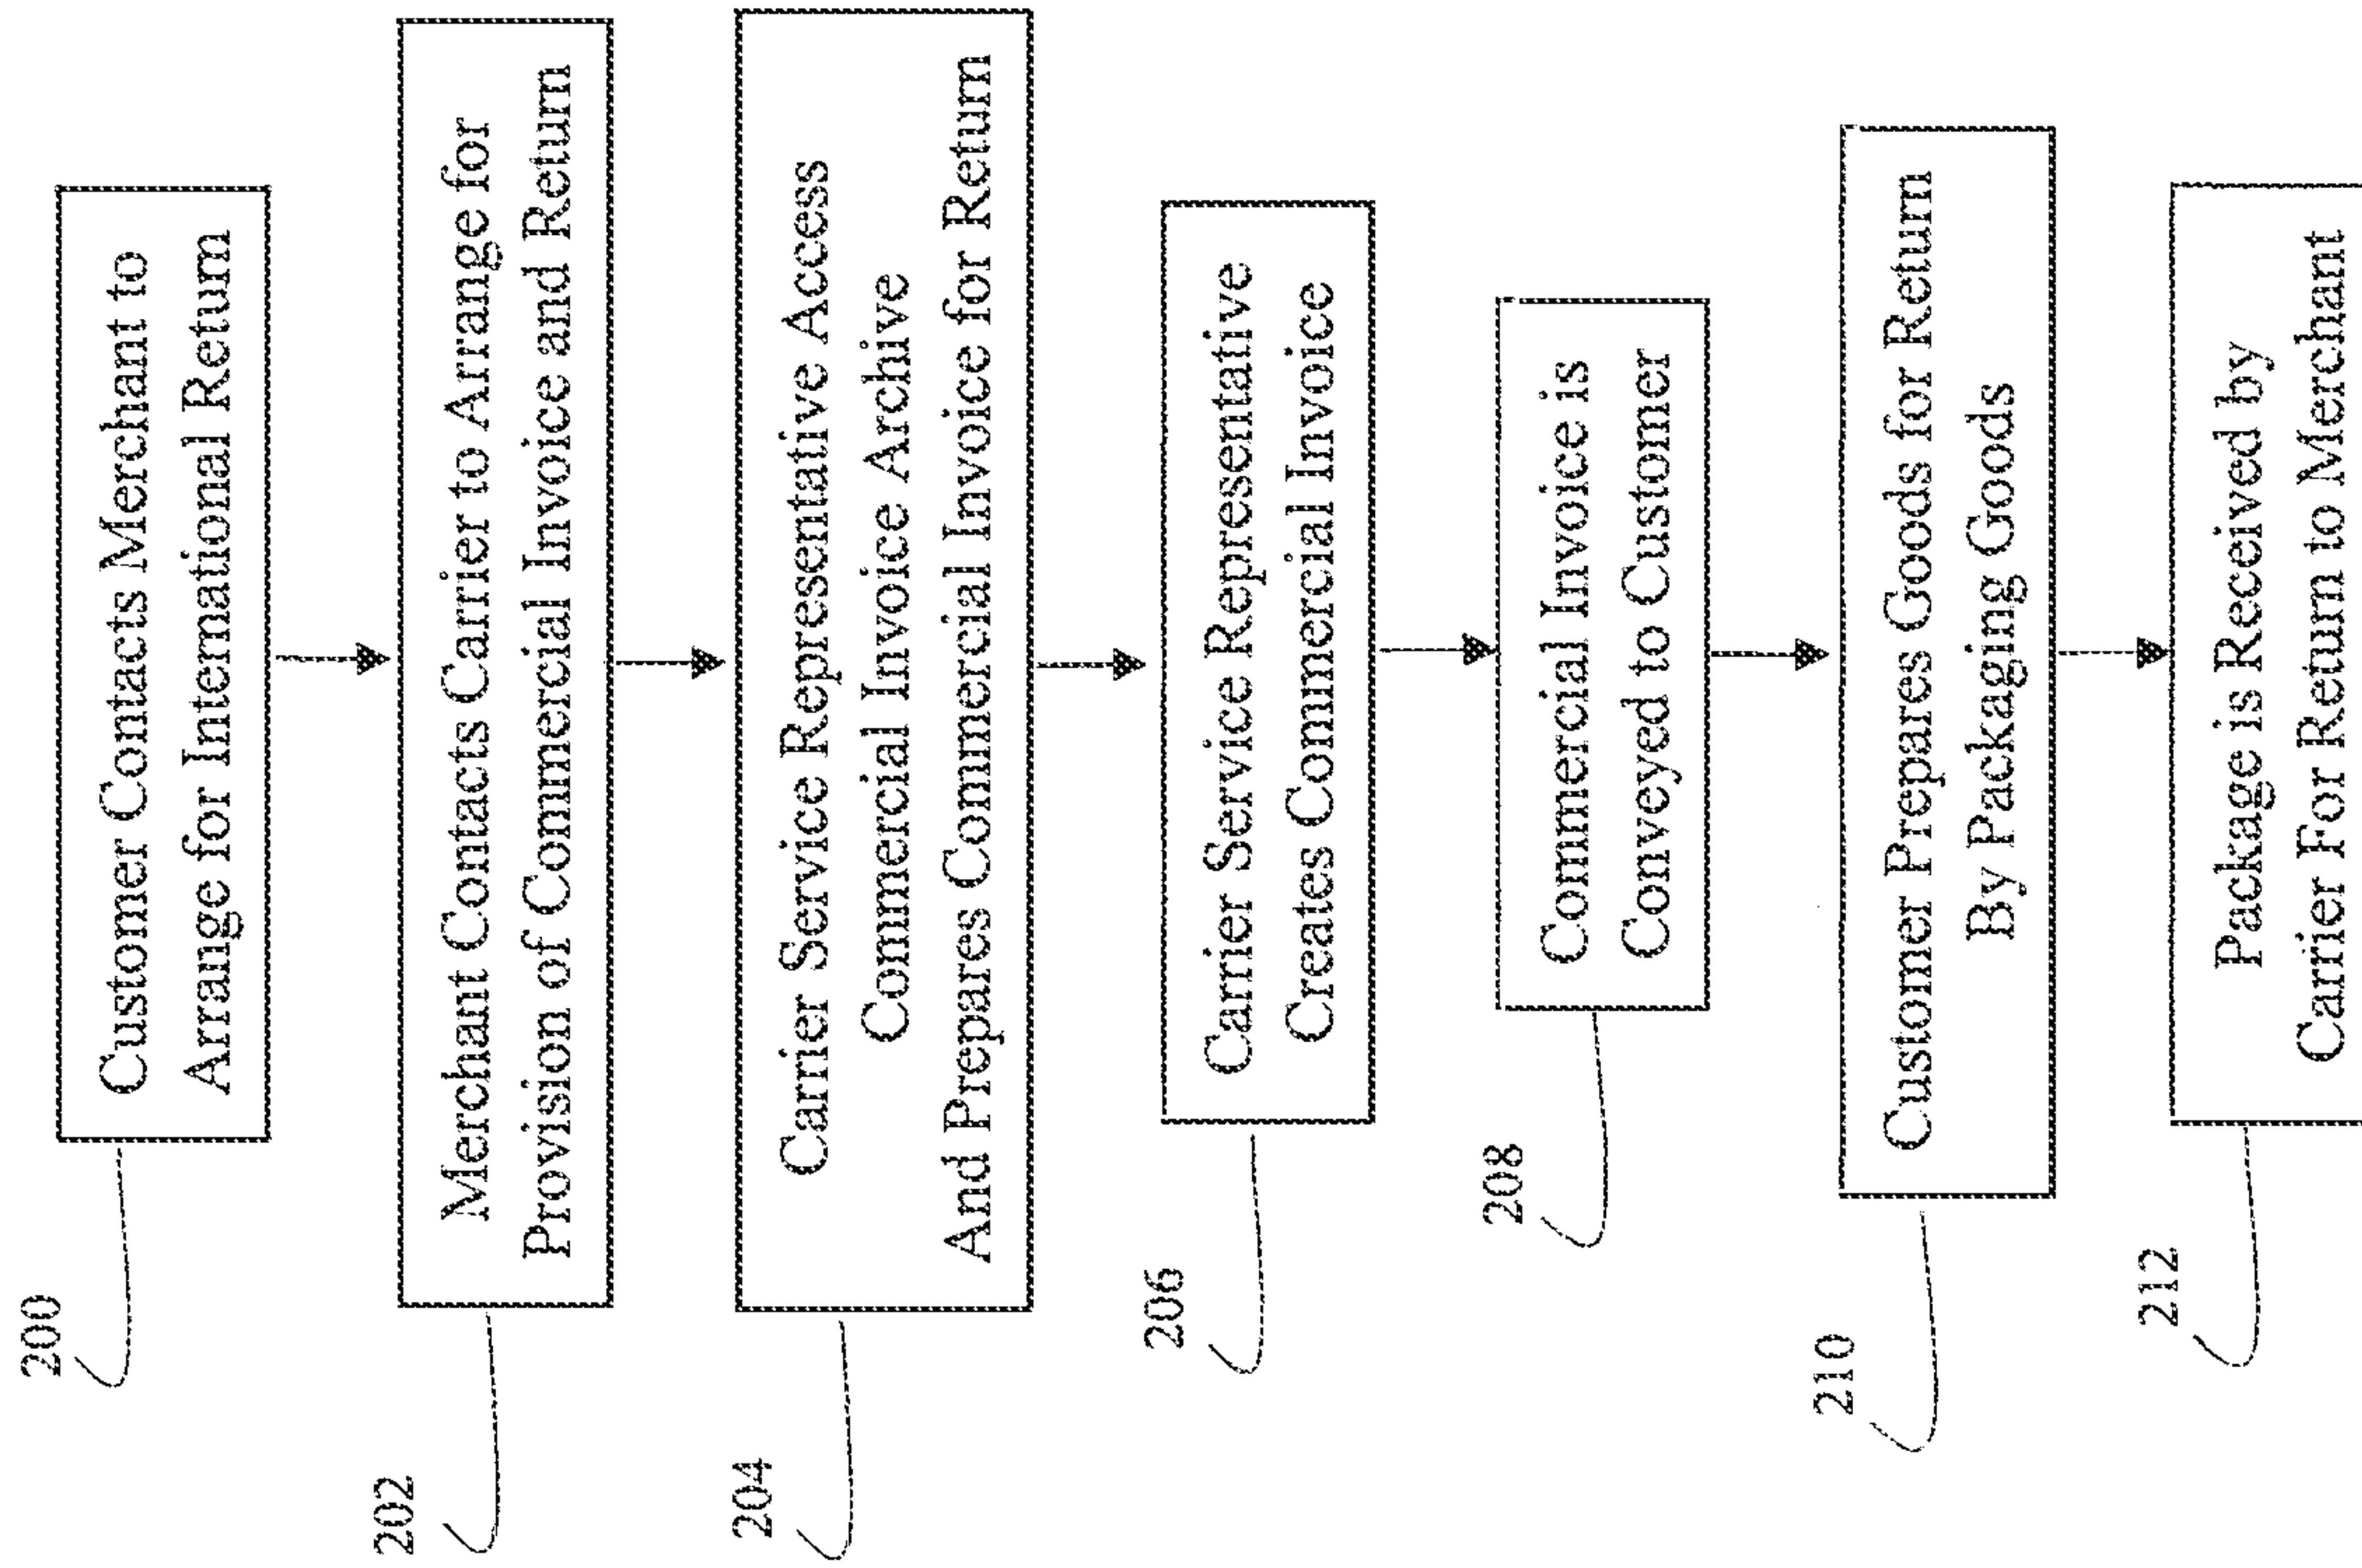 200
Customer Contacts Merchant to
Arrange for International Return
202
Merchant Contacts Carrier to Arrange for
Provision of Commercial Invoice and Return
204
Carrier Service Representative Access
Commercial Invoice Archive
And Prepares Commercial Invoice for Return
206
Carrier Service Representative
Creates Commercial Invoice
208
Commercial Invoice is
Conveyed to Customer
210
Customer Prepares Goods for Return
By Packaging Goods
212
Package is Received by
Carrier For Return to Merchant